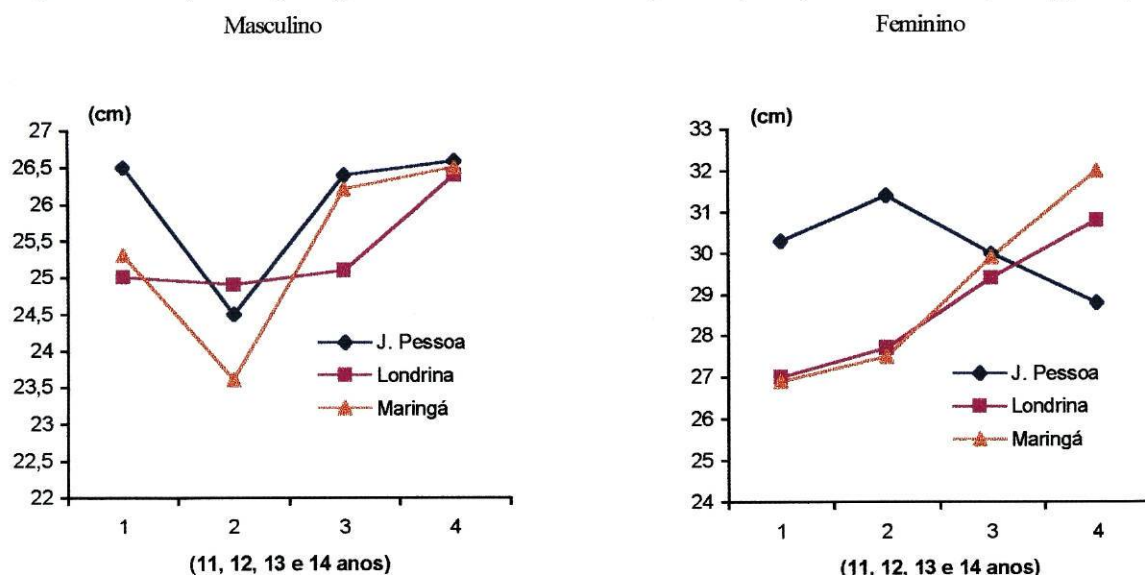 Masculino
(cm)
27
26,5
26
25,5
25
24,5
24
23,5
23
22,5
22
J. Pessoa
Londrina
Maringá
1 2 3 4
(11, 12, 13 e 14 anos)
Feminino
(cm)
33
32
31
30
29
28
27
26
25
24
J. Pessoa
Londrina
Maringá
1 2 3 4
(11, 12, 13 e 14 anos)